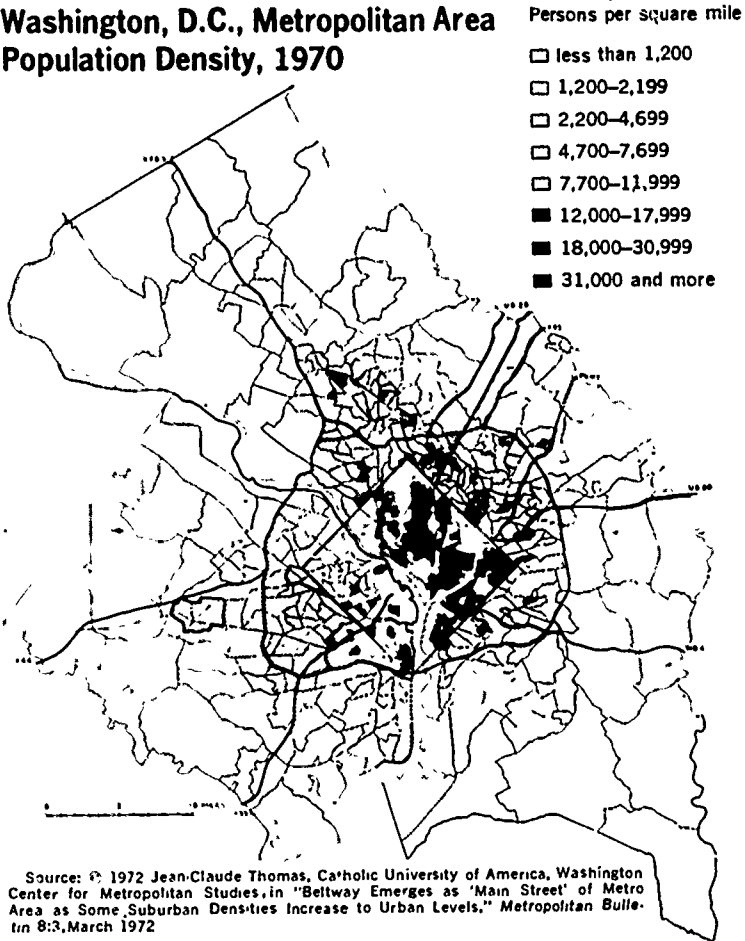 Washington, D.C., Metropolitan Area
Population Density, 1970
Persons per square mile
less than 1,200
1,200–2,199
2,200–4,699
4,700–7,699
7,700–11,999
12,000–17,999
18,000–30,999
31,000 and more
Source: © 1972 Jean-Claude Thomas, Catholic University of America, Washington
Center for Metropolitan Studies, in "Beltway Emerges as 'Main Street' of Metro
Area as Some Suburban Densities Increase to Urban Levels," Metropolitan Bulle-
tin 8:3, March 1972